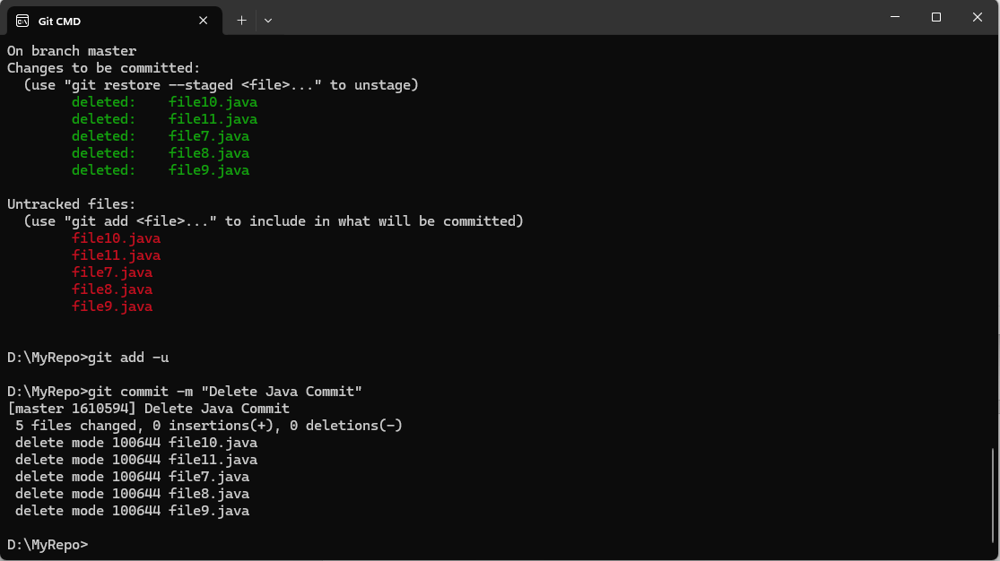 Git CMD
On branch master
Changes to be committed:
  (use "git restore --staged <file>..." to unstage)
        deleted:    file10.java
        deleted:    file11.java
        deleted:    file7.java
        deleted:    file8.java
        deleted:    file9.java

Untracked files:
  (use "git add <file>..." to include in what will be committed)
        file10.java
        file11.java
        file7.java
        file8.java
        file9.java

D:\MyRepo>git add -u

D:\MyRepo>git commit -m "Delete Java Commit"
[master 1610594] Delete Java Commit
 5 files changed, 0 insertions(+), 0 deletions(-)
 delete mode 100644 file10.java
 delete mode 100644 file11.java
 delete mode 100644 file7.java
 delete mode 100644 file8.java
 delete mode 100644 file9.java

D:\MyRepo>